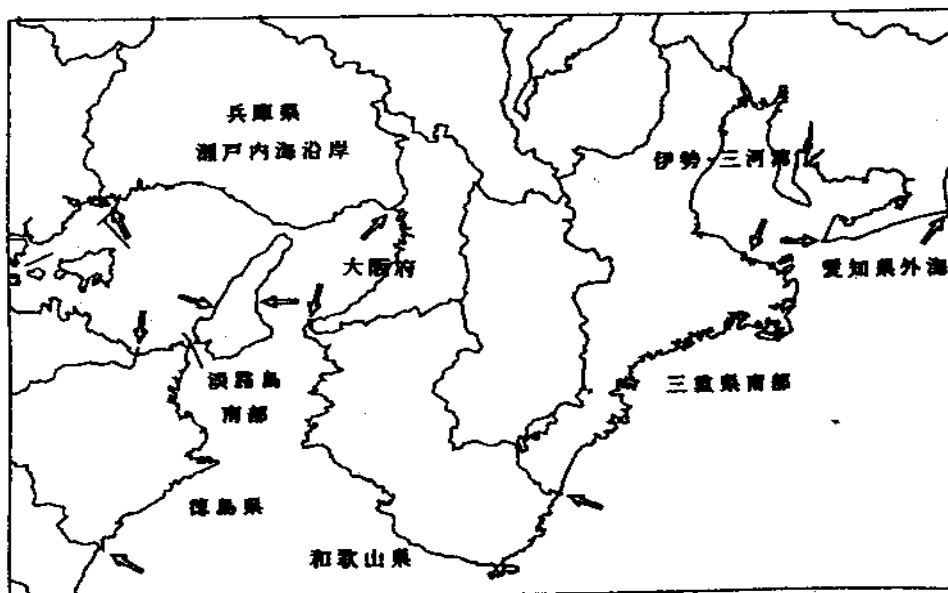 兵庫県
瀬戸内海沿岸
伊勢・三河湾
大阪府
愛知県外海
淡路島
南部
三重県南部
徳島県
和歌山県